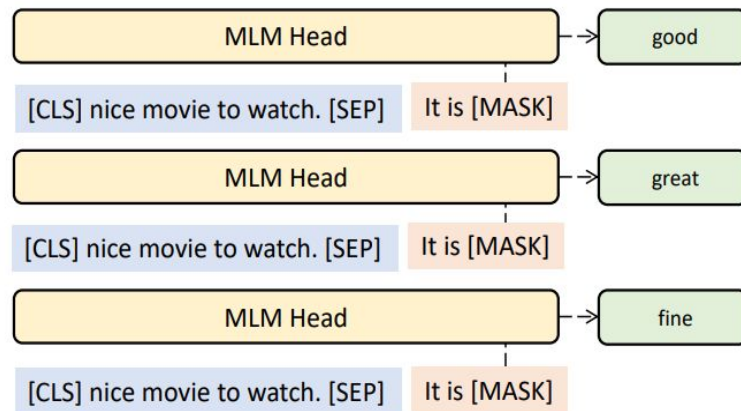 MLM Head
good
[CLS] nice movie to watch. [SEP] It is [MASK]
MLM Head
great
[CLS] nice movie to watch. [SEP] It is [MASK]
MLM Head
fine
[CLS] nice movie to watch. [SEP] It is [MASK]